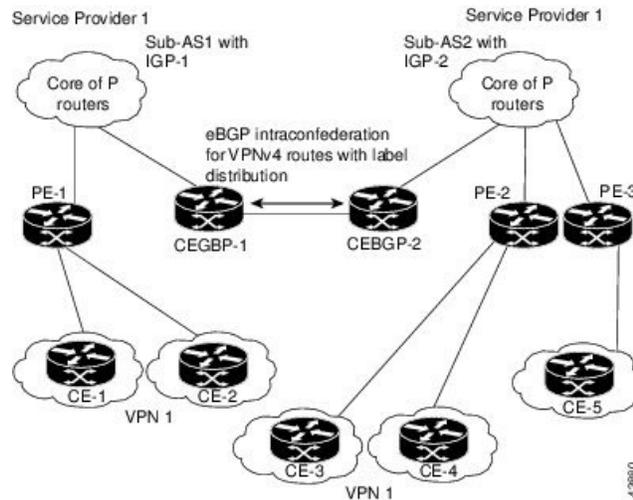 Service Provider 1
Service Provider 1
Sub-AS1 with
IGP-1
Sub-AS2 with
IGP-2
Core of P
routers
Core of P
routers
eBGP intraconfederation
for VPNv4 routes with label
distribution
PE-1
PE-2
PE-3
CEGBP-1
CEBGP-2
CE-1
CE-2
VPN 1
CE-5
CE-3
CE-4
VPN 1